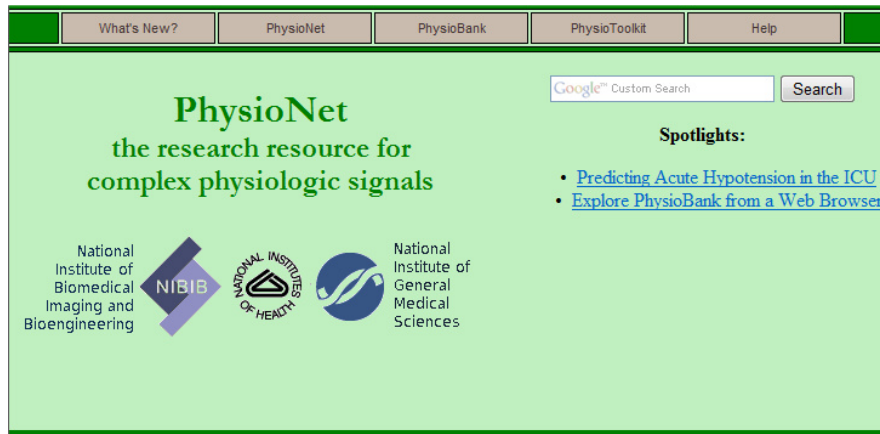 What's New?
PhysioNet
PhysioBank
PhysioToolkit
Help
Google™ Custom Search
Search
PhysioNet
the research resource for
complex physiologic signals
Spotlights:
• Predicting Acute Hypotension in the ICU
• Explore PhysioBank from a Web Browser
National
Institute of
Biomedical
Imaging and
Bioengineering
NIBIB
NATIONAL INSTITUTES
OF HEALTH
National
Institute of
General
Medical
Sciences